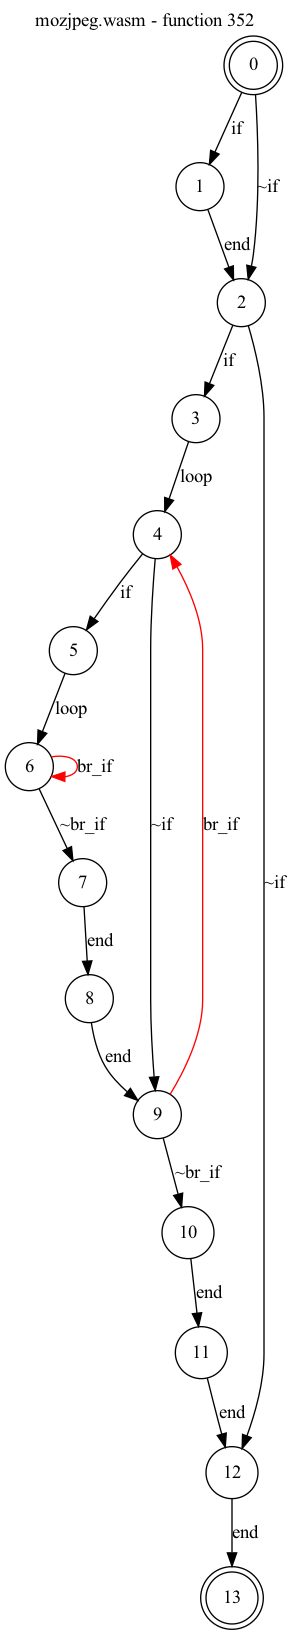 mozjpeg.wasm - function 352
0
if
1
~if
end
2
if
3
loop
4
if
5
loop
6
br_if
~br_if
~if
br_if
~if
7
end
8
end
9
~br_if
10
end
11
end
12
end
13